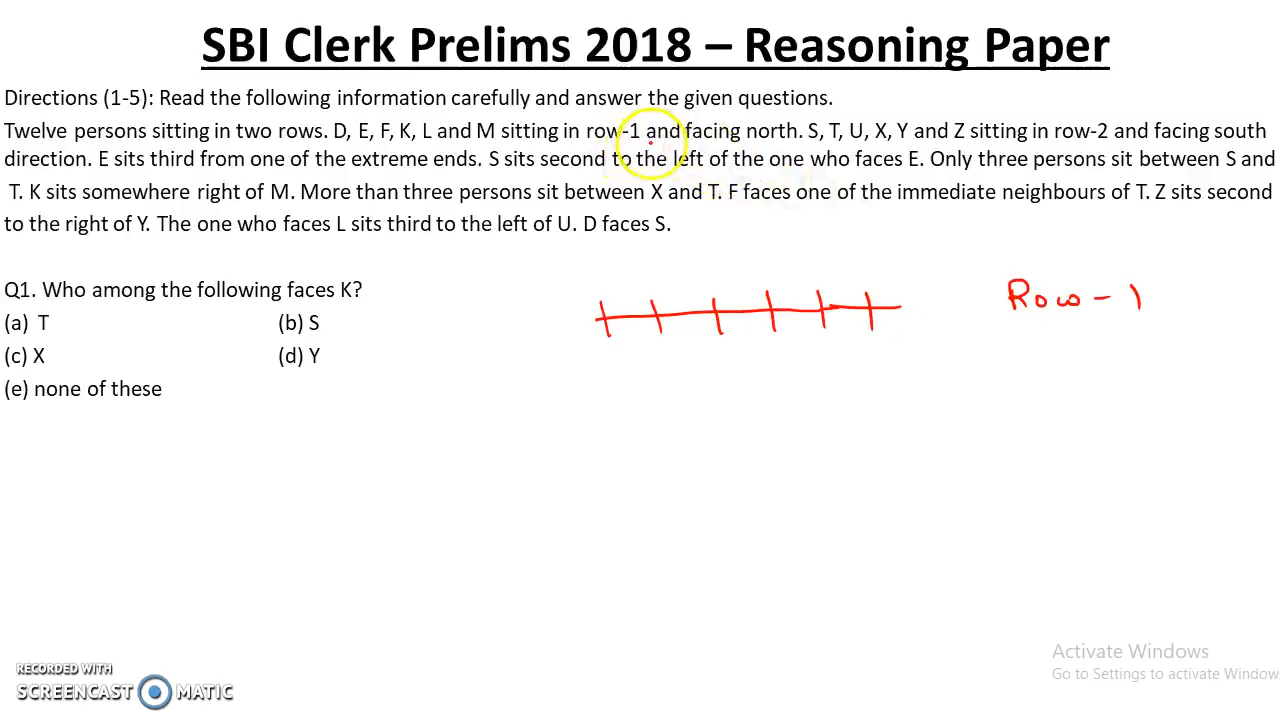 SBI Clerk Prelims 2018 – Reasoning Paper
Directions (1-5): Read the following information carefully and answer the given questions.
Twelve persons sitting in two rows. D, E, F, K, L and M sitting in row-1 and facing north. S, T, U, X, Y and Z sitting in row-2 and facing south
direction. E sits third from one of the extreme ends. S sits second to the left of the one who faces E. Only three persons sit between S and
T. K sits somewhere right of M. More than three persons sit between X and T. F faces one of the immediate neighbours of T. Z sits second
to the right of Y. The one who faces L sits third to the left of U. D faces S.
Q1. Who among the following faces K?
Row - 1
(a) T (b) S
(c) X (d) Y
(e) none of these
Activate Windows
Go to Settings to activate Window
RECORDED WITH
SCREENCAST MATIC